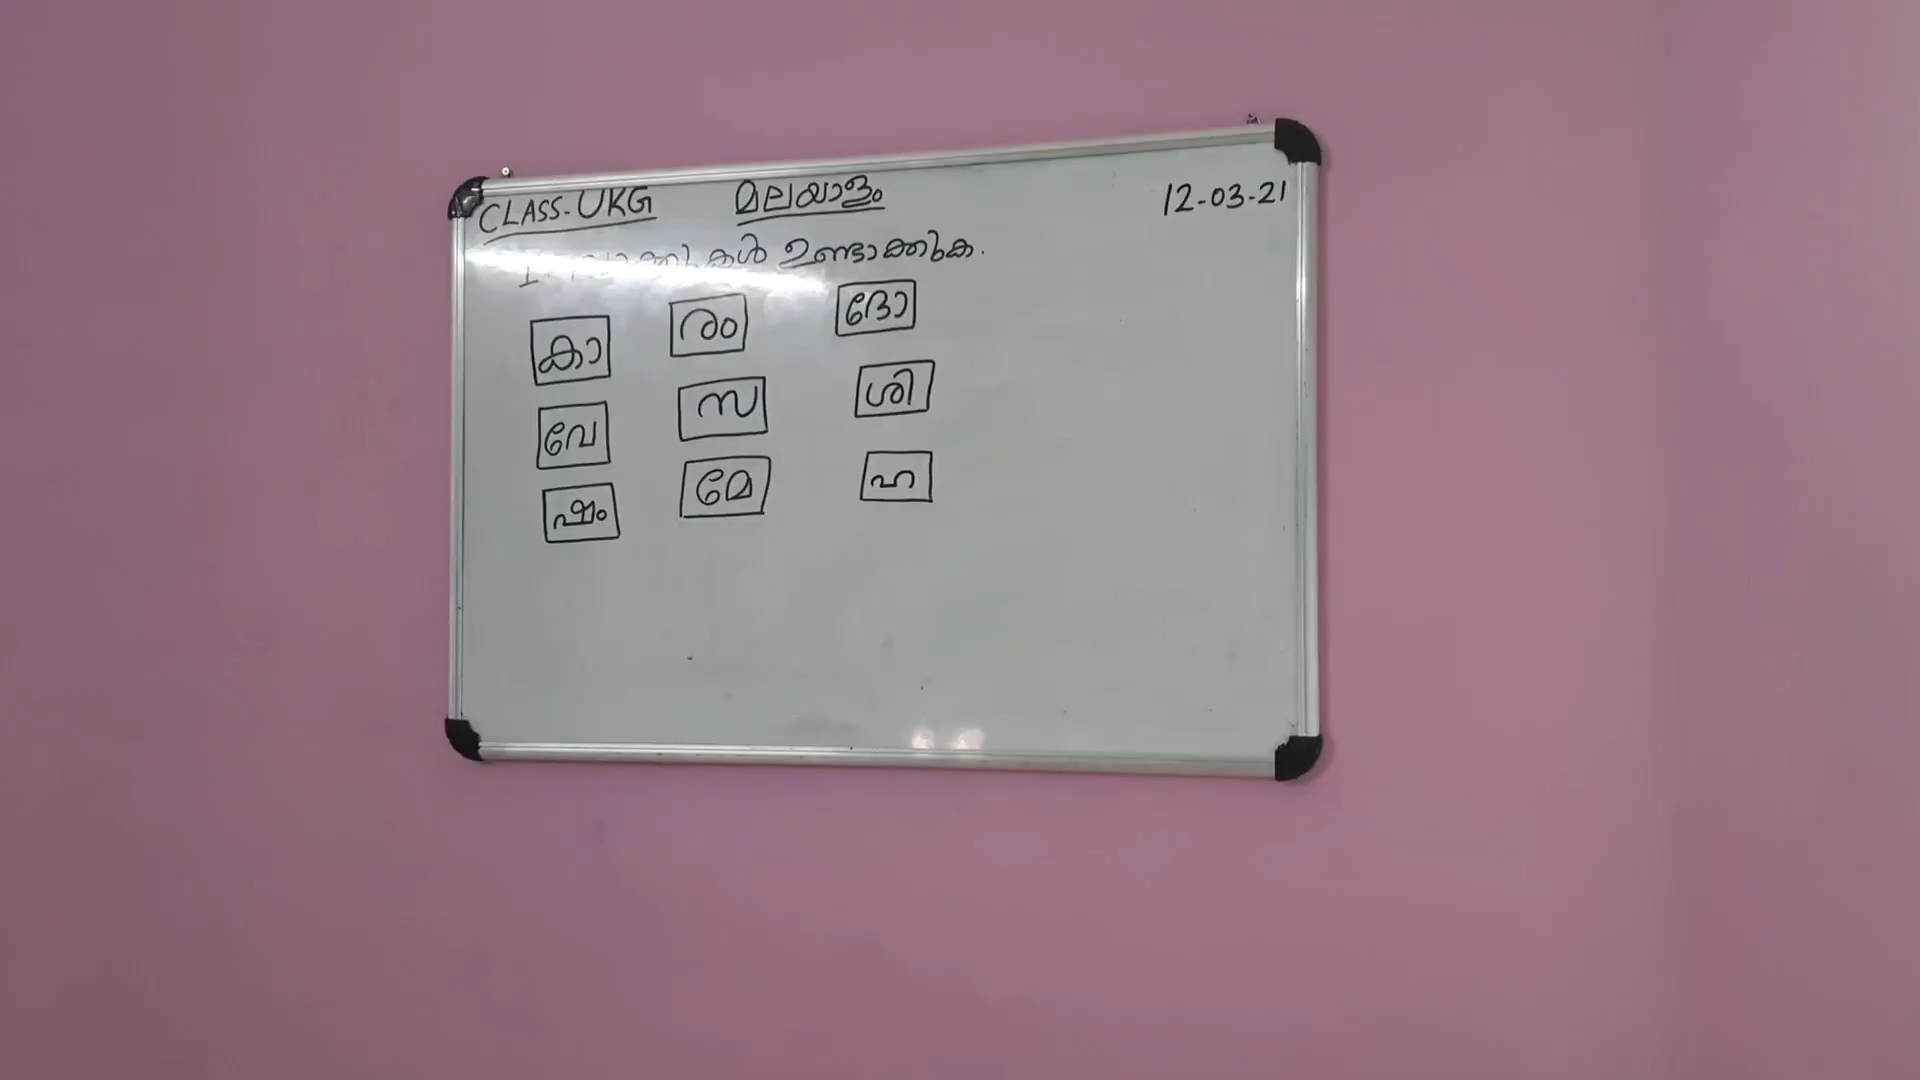 CLASS-UKG മലയാളം 12-03-21
കൾ ഉണ്ടാക്കുക.
കാ രം ദോ
വേ സ ശി
ഷം മേ ഹ